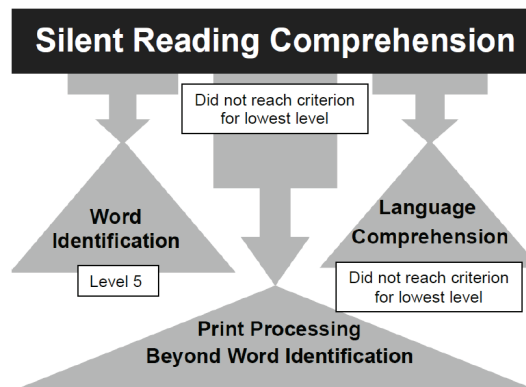 Silent Reading Comprehension
Did not reach criterion
for lowest level
Word
Identification
Level 5
Language
Comprehension
Did not reach criterion
for lowest level
Print Processing
Beyond Word Identification